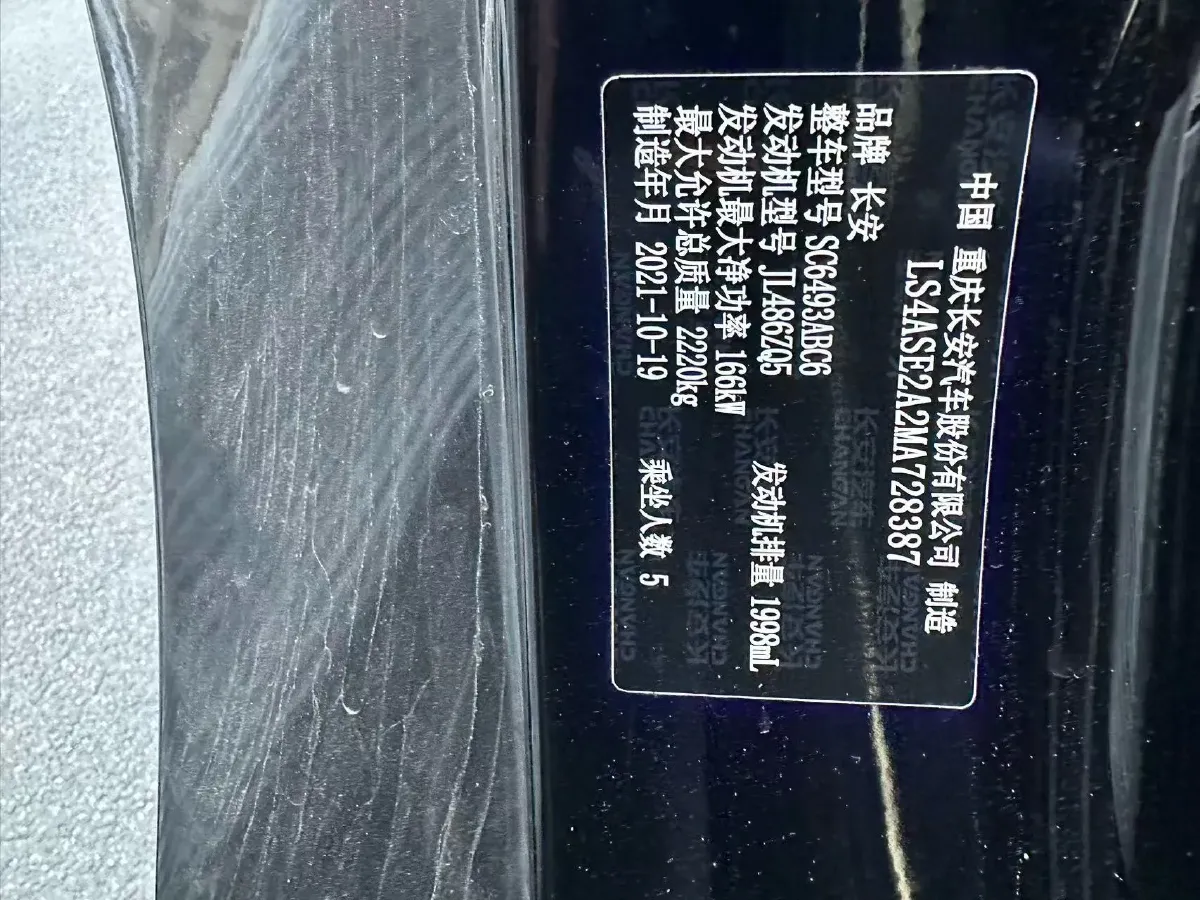 中国 重庆长安汽车股份有限公司 制造
LS4ASE2A2MA728387
品牌 长安
整车型号 SC6493ABC6
发动机型号 JL486ZQ5 发动机排量 1998mL
发动机最大净功率 166kW
最大允许总质量 2220kg
制造年月 2021-10-19 乘坐人数 5